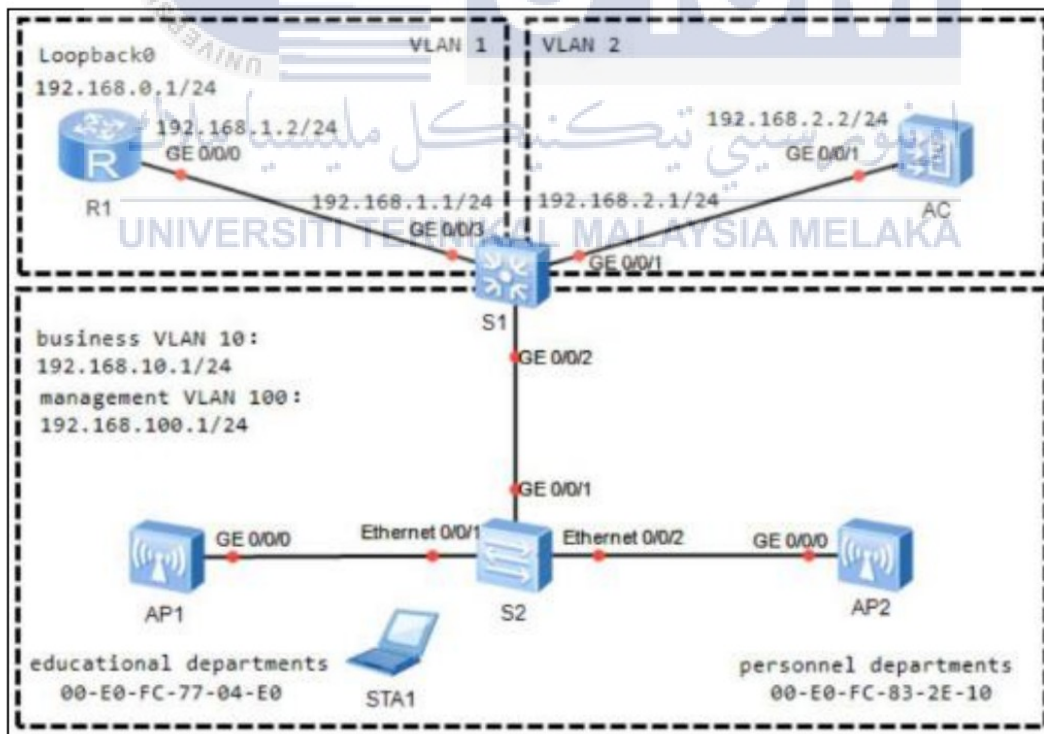 Loopback0
VLAN 1
VLAN 2
192.168.0.1/24
192.168.1.2/24
192.168.2.2/24
اونيورسيتي تيكنيكل مليسيا ملاك
GE 0/0/0
GE 0/0/1
R
R1
192.168.1.1/24
192.168.2.1/24
AC
UNIVERSITI TEKNIKAL MALAYSIA MELAKA
GE 0/0/3
GE 0/0/1
S1
business VLAN 10:
192.168.10.1/24
management VLAN 100:
192.168.100.1/24
GE 0/0/2
GE 0/0/1
GE 0/0/0
Ethernet 0/0/1
Ethernet 0/0/2
GE 0/0/0
AP1
S2
AP2
educational departments
00-E0-FC-77-04-E0
STA1
personnel departments
00-E0-FC-83-2E-10